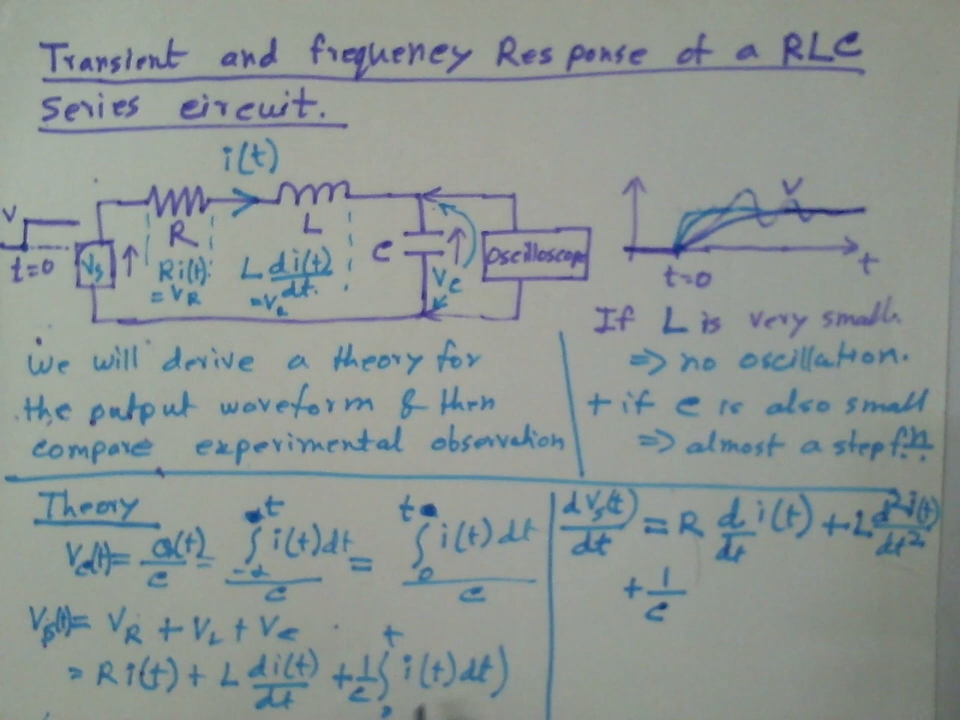 Transient and frequency Response of a RLC
Series circuit.
i(t)
V
t=0
Vs
R
L
C
Ri(t)
= VR
L di(t)/dt
= VL
Vc
Oscilloscope
V
t
t=0
If L is very small.
⇒ no oscillation.
+ if C is also small
⇒ almost a step f.n.
We will derive a theory for
the output waveform & then
compare experimental observation
Theory
Vc(t) = Q(t)/C = ∫_{-∞}^{t} i(t)dt / C = ∫_{0}^{t} i(t)dt / C
Vs(t) = VR + VL + Vc
= R i(t) + L di(t)/dt + 1/C ∫_{0}^{t} i(t)dt)
dVs(t)/dt = R d/dt i(t) + L d²i(t)/dt²
+ 1/C